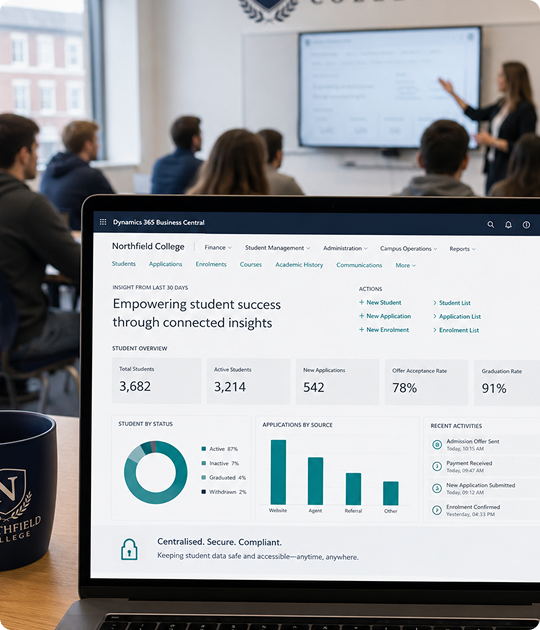 COLLEGE
Dynamics 365 Business Central
Northfield College
Finance
Student Management
Administration
Campus Operations
Reports
Students
Applications
Enrolments
Courses
Academic History
Communications
More
INSIGHT FROM LAST 30 DAYS
Empowering student success
through connected insights
ACTIONS
+ New Student
+ New Application
+ New Enrolment
> Student List
> Application List
> Enrolment List
STUDENT OVERVIEW
Total Students
3,682
Active Students
3,214
New Applications
542
Offer Acceptance Rate
78%
Graduation Rate
91%
STUDENT BY STATUS
Active 87%
Inactive 7%
Graduated 4%
Withdrawn 2%
APPLICATIONS BY SOURCE
Website
Agent
Referral
Other
RECENT ACTIVITIES
Admission Offer Sent
Today, 10:15 AM
Payment Received
Today, 09:47 AM
New Application Submitted
Today, 09:12 AM
Enrolment Confirmed
Yesterday, 04:33 PM
Centralised. Secure. Compliant.
Keeping student data safe and accessible—anytime, anywhere.
N
THFIELD
LLEGE